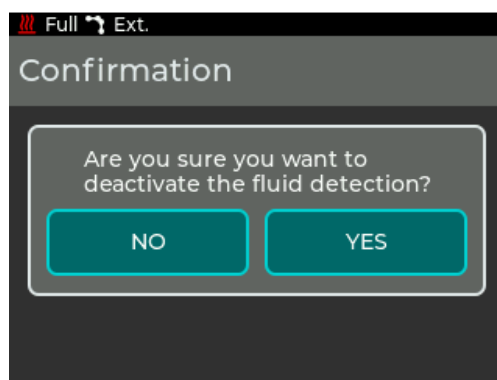 Full Ext.
Confirmation
Are you sure you want to
deactivate the fluid detection?
NO YES